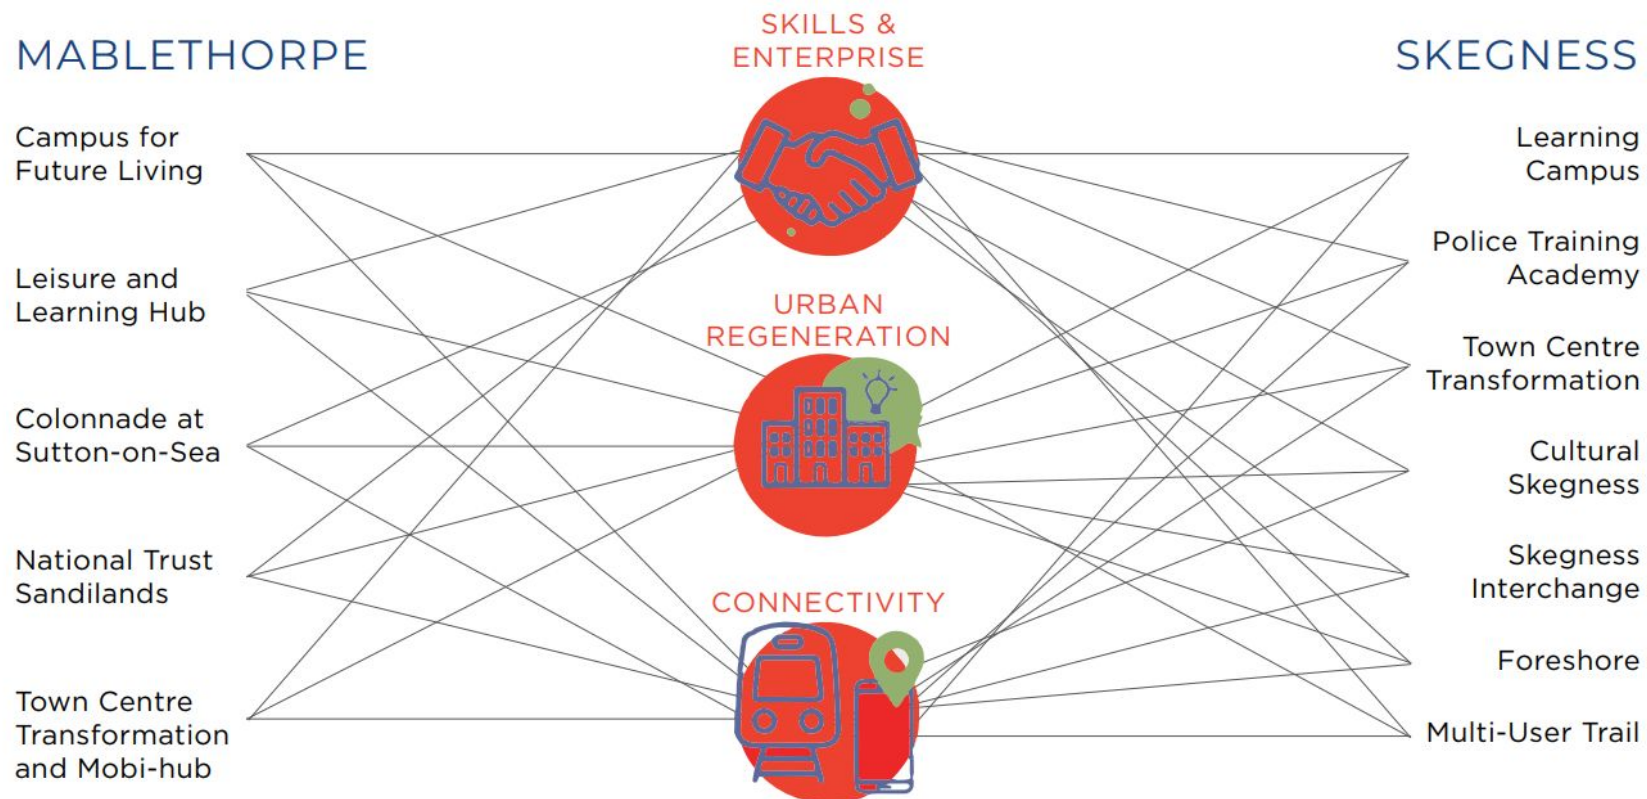 MABLETHORPE
Campus for
Future Living
Leisure and
Learning Hub
Colonnade at
Sutton-on-Sea
National Trust
Sandilands
Town Centre
Transformation
and Mobi-hub
SKILLS &
ENTERPRISE
URBAN
REGENERATION
CONNECTIVITY
SKEGNESS
Learning
Campus
Police Training
Academy
Town Centre
Transformation
Cultural
Skegness
Skegness
Interchange
Foreshore
Multi-User Trail